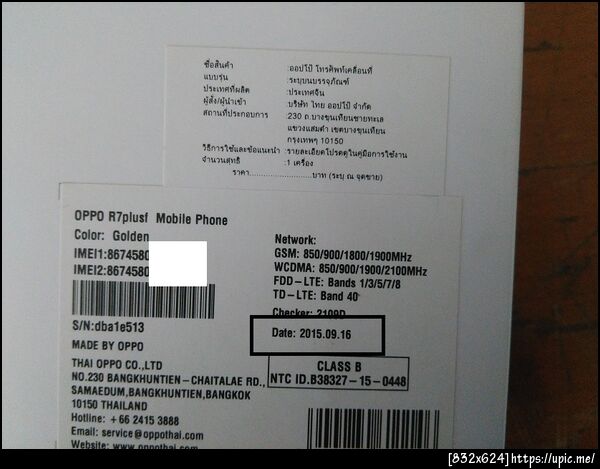 ชื่อสินค้า :ออปโป้ โทรศัพท์เคลื่อนที่
แบบรุ่น :ระบุบนบรรจุภัณฑ์
ประเทศที่ผลิต :ประเทศจีน
ผู้สั่ง/ผู้นำเข้า :บริษัท ไทย ออปโป้ จำกัด
สถานที่ประกอบการ :230 ถ.บางขุนเทียนชายทะเล
แขวงแสมดำ เขตบางขุนเทียน
กรุงเทพฯ 10150
วิธีการใช้และข้อแนะนำ :รายละเอียดโปรดดูในคู่มือการใช้งาน
จำนวนสุทธิ :1 เครื่อง
ราคา............................บาท (ระบุ ณ จุดขาย)
OPPO R7plusf Mobile Phone
Color: Golden
IMEI1:8674580
IMEI2:8674580
S/N:dba1e513
MADE BY OPPO
THAI OPPO CO.,LTD
NO.230 BANGKHUNTIEN-CHAITALAE RD.,
SAMAEDUM,BANGKHUNTIEN,BANGKOK
10150 THAILAND
Hotline: +66 2415 3888
Email: service@oppothai.com
Website: www.oppothai.com
Network:
GSM: 850/900/1800/1900MHz
WCDMA: 850/900/1900/2100MHz
FDD-LTE: Bands 1/3/5/7/8
TD-LTE: Band 40
Checker: 2109D
Date: 2015.09.16
CLASS B
NTC ID.B38327-15-0448
[832x624]https://upic.me/